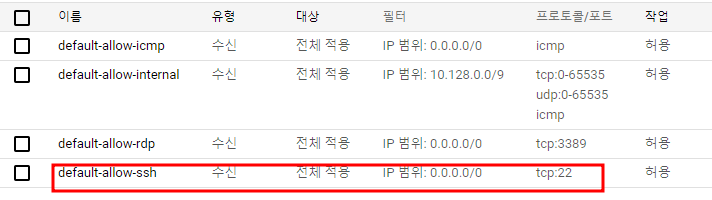 이름 유형 대상 필터 프로토콜/포트 작업
default-allow-icmp 수신 전체 적용 IP 범위: 0.0.0.0/0 icmp 허용
default-allow-internal 수신 전체 적용 IP 범위: 10.128.0.0/9 tcp:0-65535 허용
udp:0-65535
icmp
default-allow-rdp 수신 전체 적용 IP 범위: 0.0.0.0/0 tcp:3389 허용
default-allow-ssh 수신 전체 적용 IP 범위: 0.0.0.0/0 tcp:22 허용